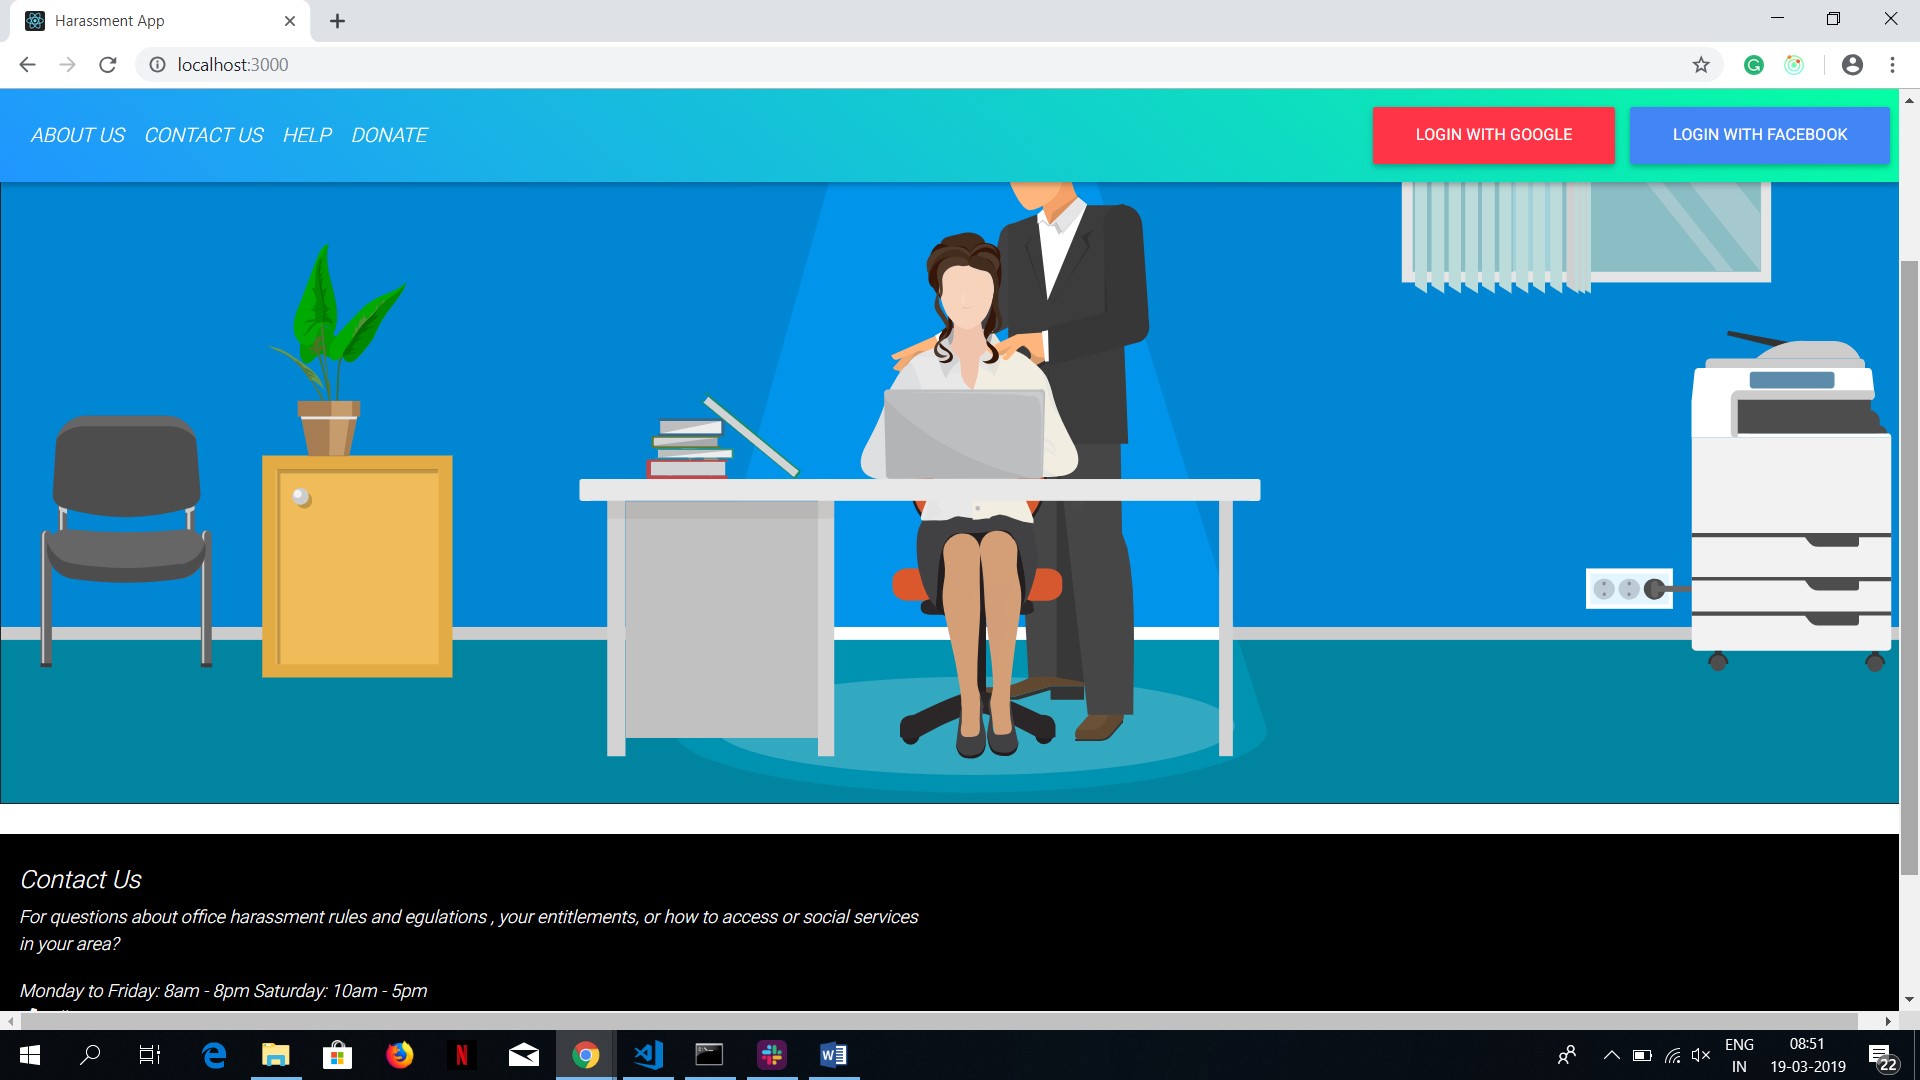 Harassment App
localhost:3000
ABOUT US CONTACT US HELP DONATE
LOGIN WITH GOOGLE
LOGIN WITH FACEBOOK
Contact Us
For questions about office harassment rules and egulations , your entitlements, or how to access or social services
in your area?
Monday to Friday: 8am - 8pm Saturday: 10am - 5pm
ENG
IN
08:51
19-03-2019
22